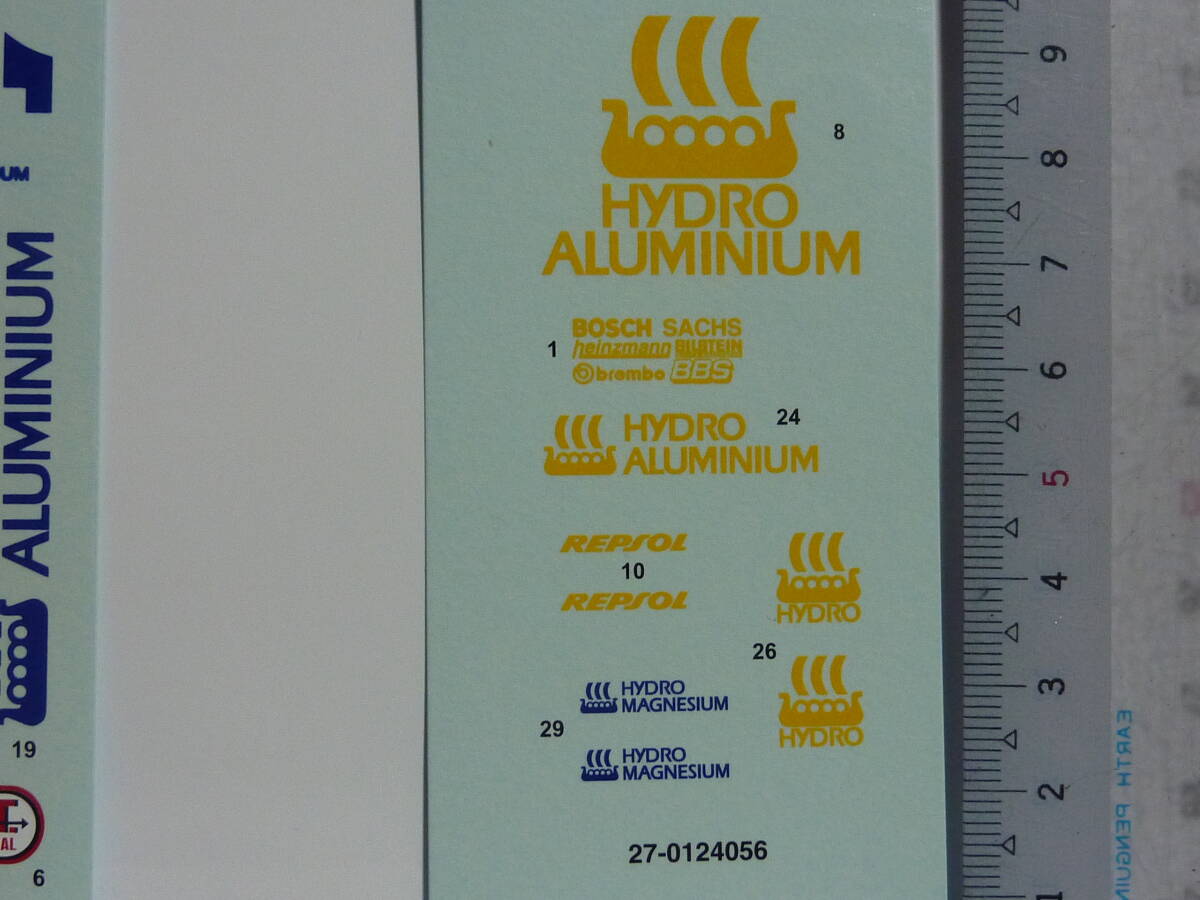 UM
ALUMINIUM
19
AL
6
8
HYDRO
ALUMINIUM
BOSCH SACHS
1
heinzmann BILSTEIN
brembo BBS
HYDRO 24
ALUMINIUM
REPSOL
10
REPSOL
HYDRO
26
HYDRO
MAGNESIUM
29
HYDRO
HYDRO
MAGNESIUM
27-0124056
9
8
7
6
5
4
3
2
1
EARTH PENGUIN